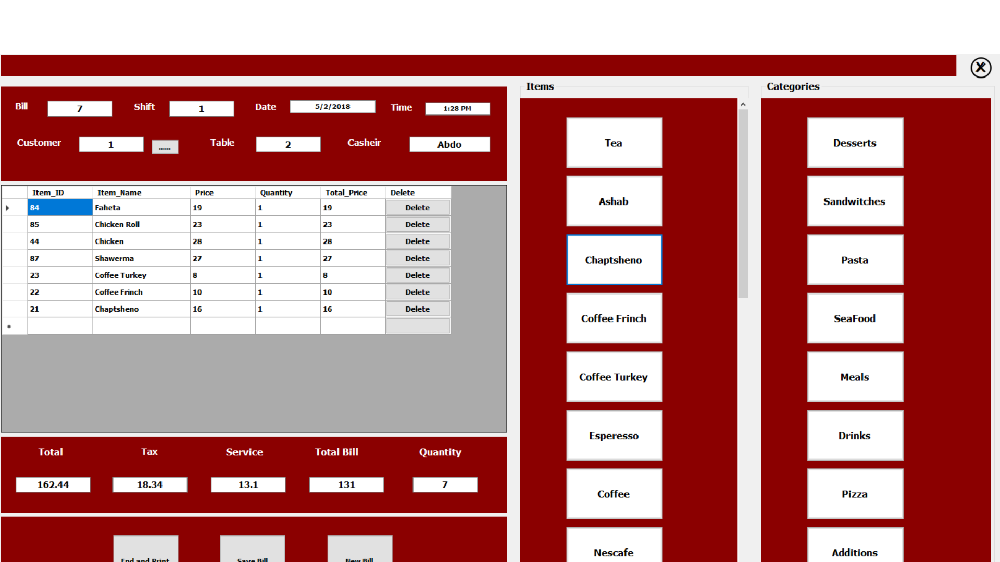 Bill 7 Shift 1 Date 5/2/2018 Time 1:28 PM
Customer 1 ...... Table 2 Casheir Abdo
Item_ID Item_Name Price Quantity Total_Price Delete
84 Faheta 19 1 19 Delete
85 Chicken Roll 23 1 23 Delete
44 Chicken 28 1 28 Delete
87 Shawerma 27 1 27 Delete
23 Coffee Turkey 8 1 8 Delete
22 Coffee Frinch 10 1 10 Delete
21 Chaptsheno 16 1 16 Delete
Total Tax Service Total Bill Quantity
162.44 18.34 13.1 131 7
End and Print Save Bill New Bill
Items
Tea
Ashab
Chaptsheno
Coffee Frinch
Coffee Turkey
Esperesso
Coffee
Nescafe
Categories
Desserts
Sandwitches
Pasta
SeaFood
Meals
Drinks
Pizza
Additions
X